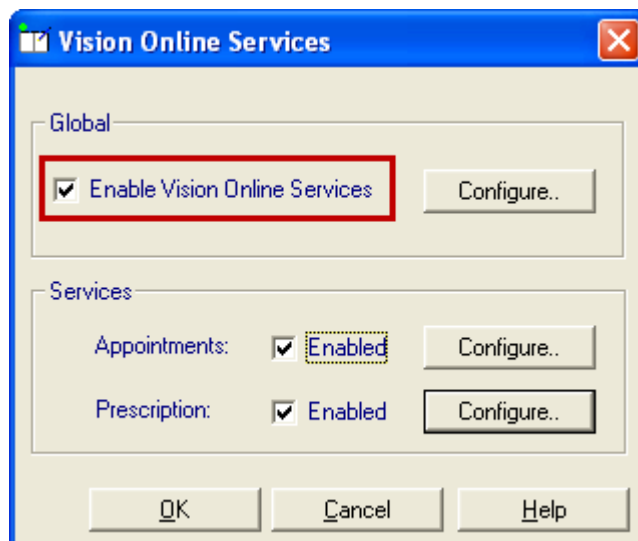 Vision Online Services
Global
Enable Vision Online Services Configure..
Services
Appointments: Enabled Configure..
Prescription: Enabled Configure..
OK Cancel Help